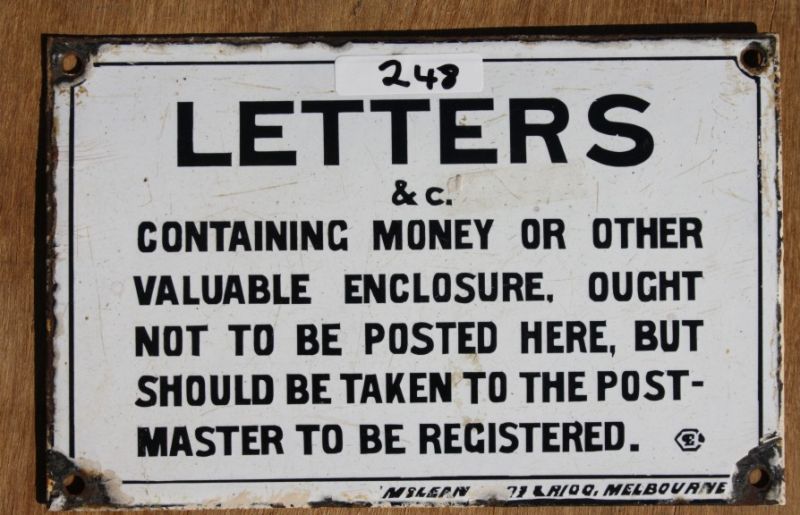 248
LETTERS
& C.
CONTAINING MONEY OR OTHER
VALUABLE ENCLOSURE, OUGHT
NOT TO BE POSTED HERE, BUT
SHOULD BE TAKEN TO THE POST-
MASTER TO BE REGISTERED.
MELBOURNE